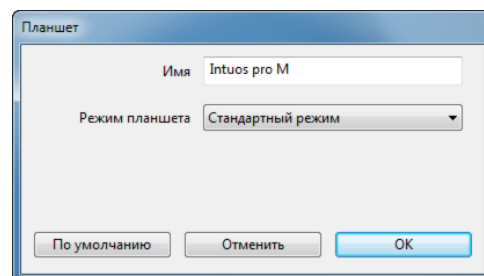 Планшет
Имя Intuos pro M
Режим планшета Стандартный режим
По умолчанию Отменить OK